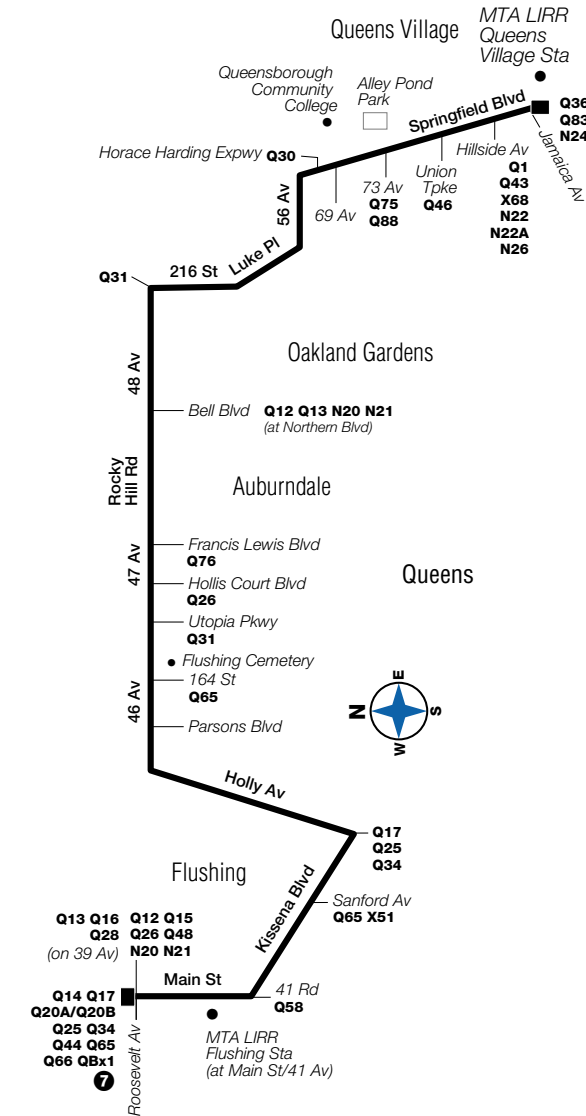 MTA LIRR
Queens
Village Sta
Queens Village
Queensborough
Community
College
Alley Pond
Park
Springfield Blvd
Q36
Q83
N24
Jamaica Av
Horace Harding Expwy Q30
Hillside Av
Q1
Q43
X68
N22
N22A
N26
Union
Tpke
Q46
73 Av
Q75
Q88
69 Av
56 Av
Luke Pl
216 St
Q31
48 Av
Oakland Gardens
Bell Blvd Q12 Q13 N20 N21
(at Northern Blvd)
Rocky
Hill Rd
Auburndale
47 Av
Francis Lewis Blvd
Q76
Queens
Hollis Court Blvd
Q26
Utopia Pkwy
Q31
Flushing Cemetery
164 St
Q65
46 Av
Parsons Blvd
N
E
S
W
Holly Av
Q17
Q25
Q34
Flushing
Kissena Blvd
Sanford Av
Q65 X51
Q13 Q16
Q28
(on 39 Av)
Q12 Q15
Q26 Q48
N20 N21
Main St
41 Rd
Q58
Q14 Q17
Q20A/Q20B
Q25 Q34
Q44 Q65
Q66 QBx1
7
Roosevelt Av
MTA LIRR
Flushing Sta
(at Main St/41 Av)